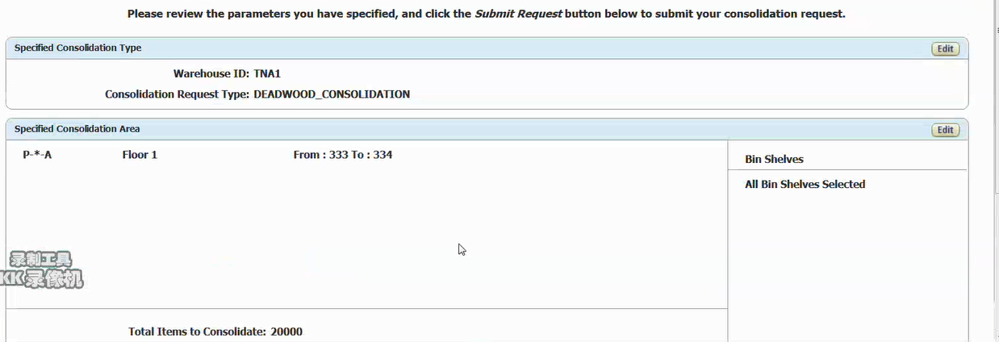 Please review the parameters you have specified, and click the Submit Request button below to submit your consolidation request.
Specified Consolidation Type
Edit
Warehouse ID: TNA1
Consolidation Request Type: DEADWOOD_CONSOLIDATION
Specified Consolidation Area
Edit
P-*-A Floor 1 From : 333 To : 334
Bin Shelves
All Bin Shelves Selected
录制工具
KK 录像机
Total Items to Consolidate: 20000